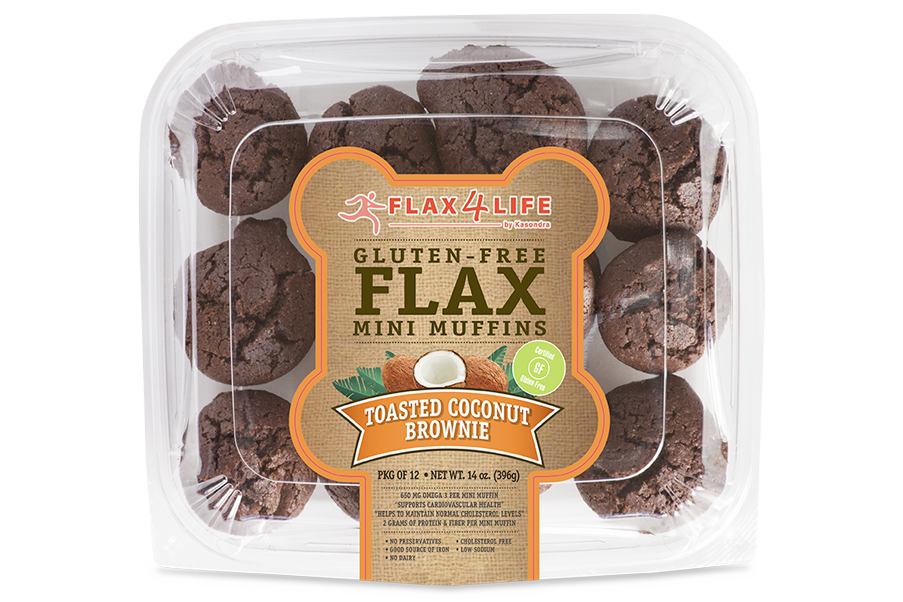 FLAX4LIFE
by Kasondra
GLUTEN-FREE
FLAX
MINI MUFFINS
Certified
GF
Gluten-Free
TOASTED COCONUT
BROWNIE
PKG OF 12 • NET WT. 14 oz. (396g)
650 MG OMEGA 3 PER MINI MUFFIN
"SUPPORTS CARDIOVASCULAR HEALTH"
"HELPS TO MAINTAIN NORMAL CHOLESTEROL LEVELS"
2 GRAMS OF PROTEIN & FIBER PER MINI MUFFIN
• NO PRESERVATIVES • CHOLESTEROL FREE
• GOOD SOURCE OF IRON • LOW SODIUM
• NO DAIRY